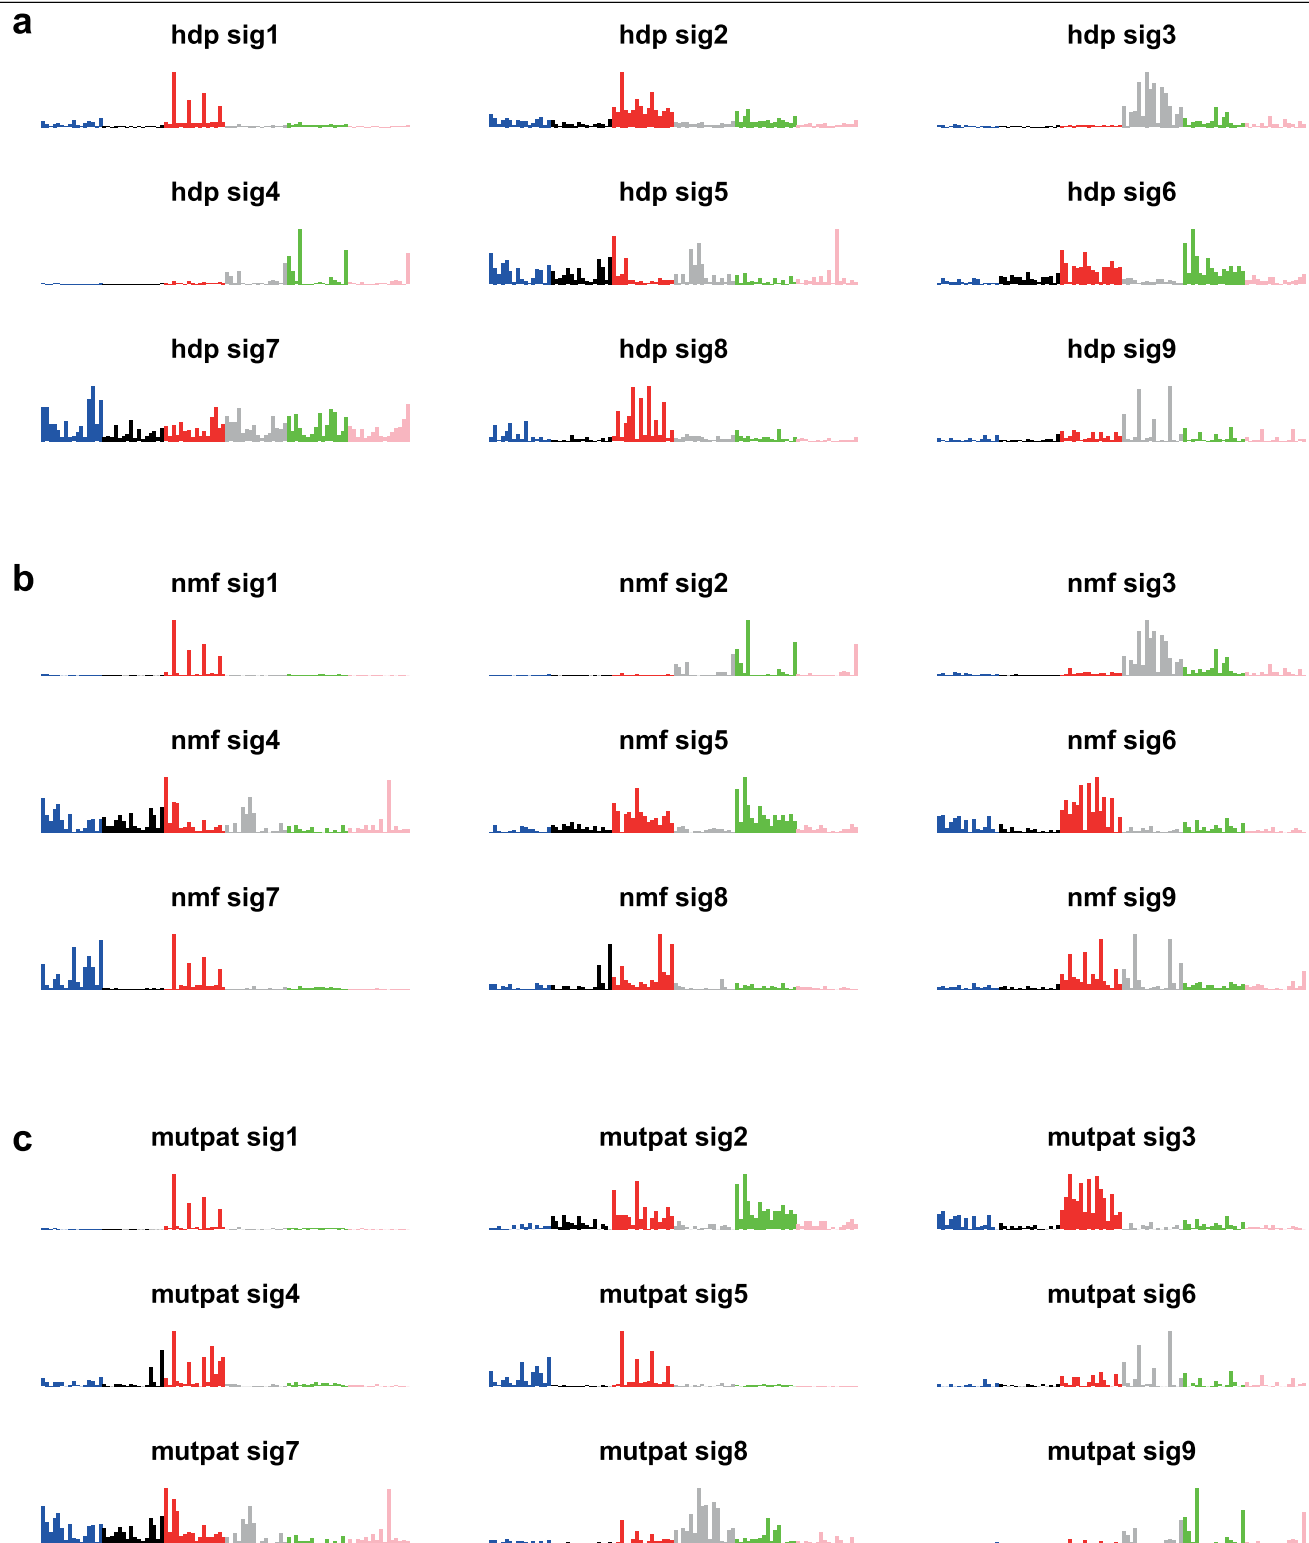 a
hdp sig1 hdp sig2 hdp sig3
hdp sig4 hdp sig5 hdp sig6
hdp sig7 hdp sig8 hdp sig9
b
nmf sig1 nmf sig2 nmf sig3
nmf sig4 nmf sig5 nmf sig6
nmf sig7 nmf sig8 nmf sig9
c
mutpat sig1 mutpat sig2 mutpat sig3
mutpat sig4 mutpat sig5 mutpat sig6
mutpat sig7 mutpat sig8 mutpat sig9